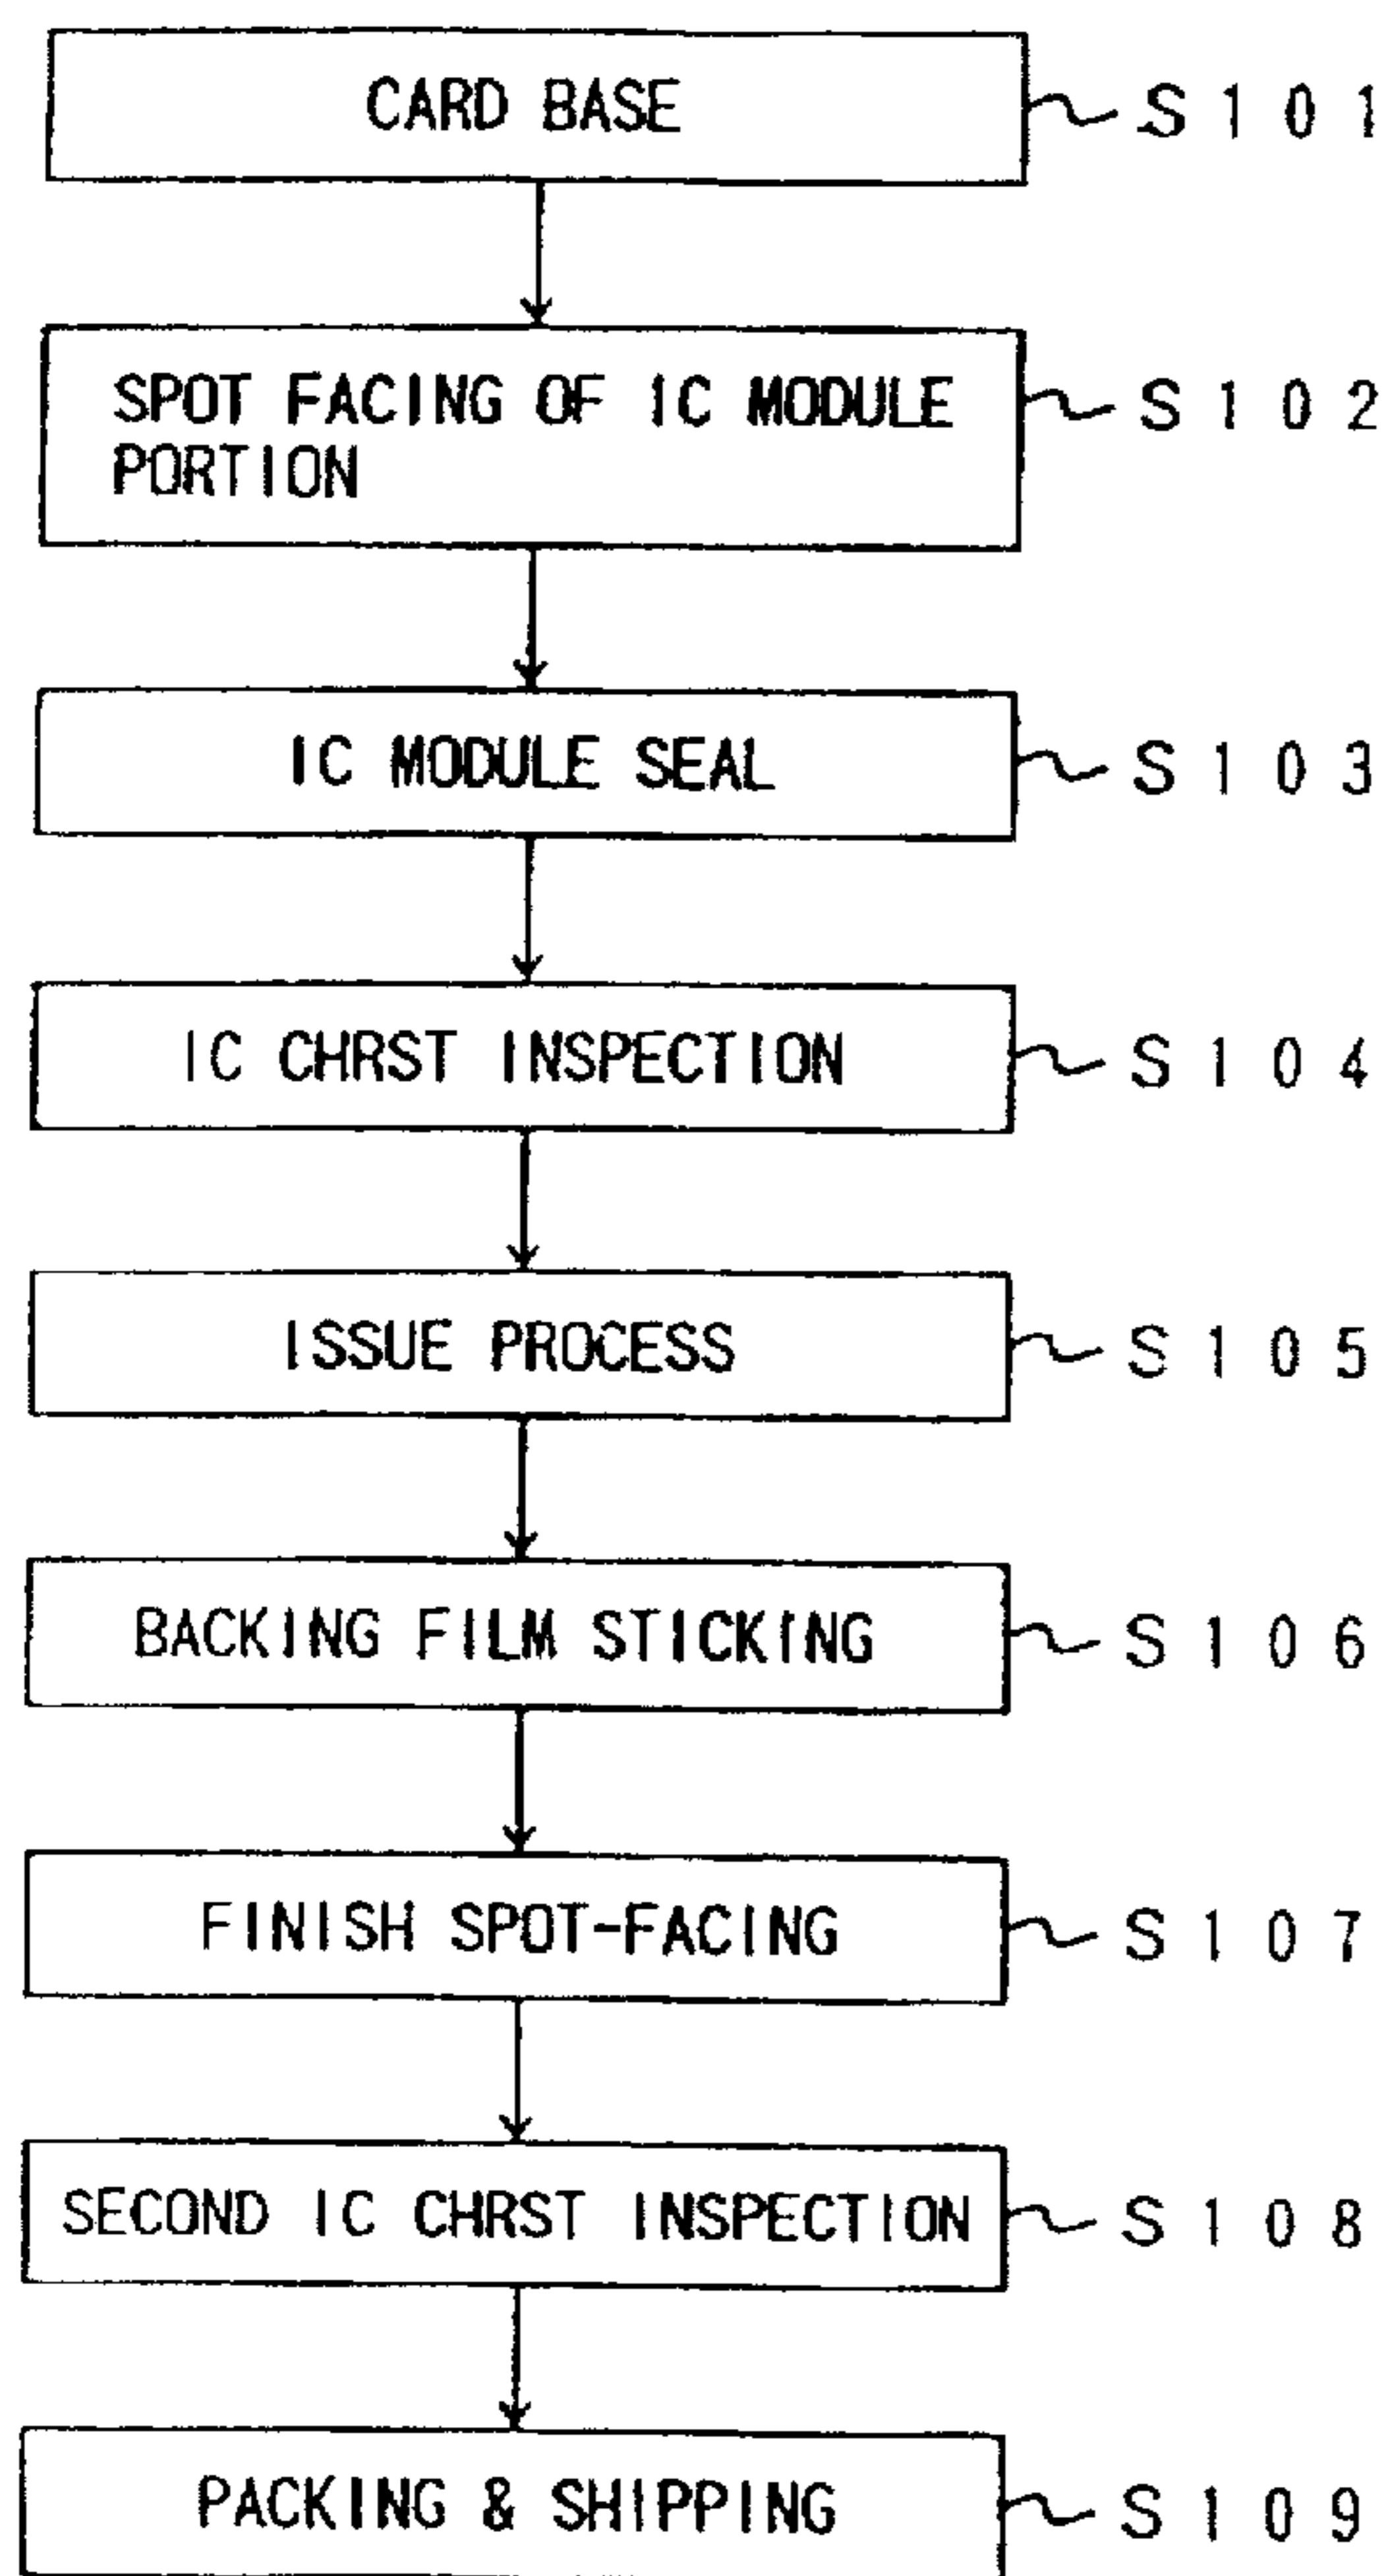 CARD BASE
S101
SPOT FACING OF IC MODULE
PORTION
S102
IC MODULE SEAL
S103
IC CHRST INSPECTION
S104
ISSUE PROCESS
S105
BACKING FILM STICKING
S106
FINISH SPOT-FACING
S107
SECOND IC CHRST INSPECTION
S108
PACKING & SHIPPING
S109